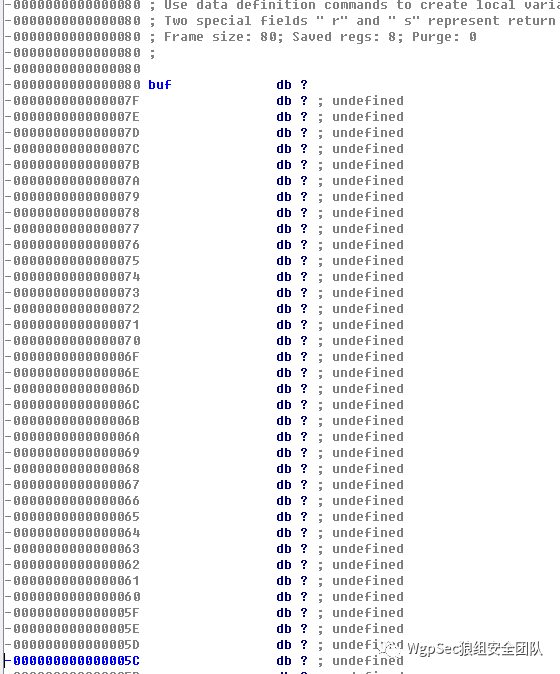 -0000000000000080 ; Use data definition commands to create local varia
-0000000000000080 ; Two special fields " r" and " s" represent return
-0000000000000080 ; Frame size: 80; Saved regs: 8; Purge: 0
-0000000000000080 ;
-0000000000000080
-0000000000000080 buf db ?
-000000000000007F db ? ; undefined
-000000000000007E db ? ; undefined
-000000000000007D db ? ; undefined
-000000000000007C db ? ; undefined
-000000000000007B db ? ; undefined
-000000000000007A db ? ; undefined
-0000000000000079 db ? ; undefined
-0000000000000078 db ? ; undefined
-0000000000000077 db ? ; undefined
-0000000000000076 db ? ; undefined
-0000000000000075 db ? ; undefined
-0000000000000074 db ? ; undefined
-0000000000000073 db ? ; undefined
-0000000000000072 db ? ; undefined
-0000000000000071 db ? ; undefined
-0000000000000070 db ? ; undefined
-000000000000006F db ? ; undefined
-000000000000006E db ? ; undefined
-000000000000006D db ? ; undefined
-000000000000006C db ? ; undefined
-000000000000006B db ? ; undefined
-000000000000006A db ? ; undefined
-0000000000000069 db ? ; undefined
-0000000000000068 db ? ; undefined
-0000000000000067 db ? ; undefined
-0000000000000066 db ? ; undefined
-0000000000000065 db ? ; undefined
-0000000000000064 db ? ; undefined
-0000000000000063 db ? ; undefined
-0000000000000062 db ? ; undefined
-0000000000000061 db ? ; undefined
-0000000000000060 db ? ; undefined
-000000000000005F db ? ; undefined
-000000000000005E db ? ; undefined
-000000000000005D db ? ; undefined
WgpSec狼组安全团队
-000000000000005C db ? ; undefined